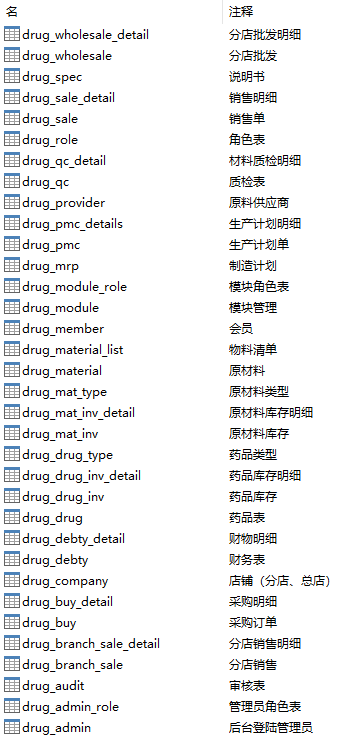 名 注释
drug_wholesale_detail 分店批发明细
drug_wholesale 分店批发
drug_spec 说明书
drug_sale_detail 销售明细
drug_sale 销售单
drug_role 角色表
drug_qc_detail 材料质检明细
drug_qc 质检表
drug_provider 原料供应商
drug_pmc_details 生产计划明细
drug_pmc 生产计划单
drug_mrp 制造计划
drug_module_role 模块角色表
drug_module 模块管理
drug_member 会员
drug_material_list 物料清单
drug_material 原材料
drug_mat_type 原材料类型
drug_mat_inv_detail 原材料库存明细
drug_mat_inv 原材料库存
drug_drug_type 药品类型
drug_drug_inv_detail 药品库存明细
drug_drug_inv 药品库存
drug_drug 药品表
drug_debty_detail 财物明细
drug_debty 财务表
drug_company 店铺（分店、总店）
drug_buy_detail 采购明细
drug_buy 采购订单
drug_branch_sale_detail 分店销售明细
drug_branch_sale 分店销售
drug_audit 审核表
drug_admin_role 管理员角色表
drug_admin 后台登陆管理员